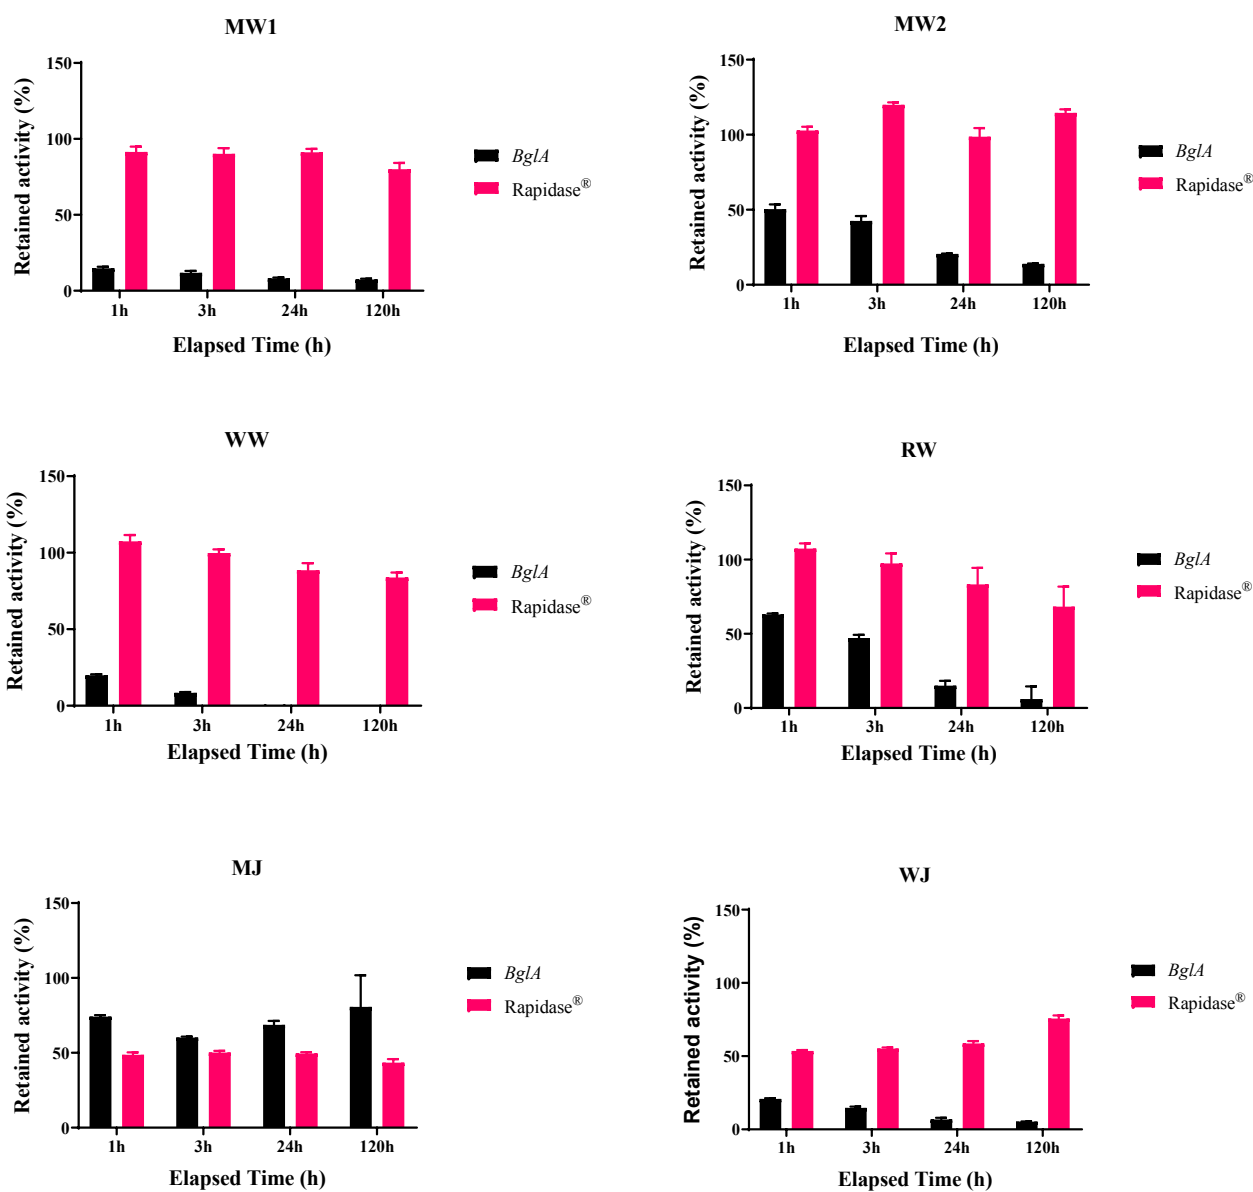 MW1
Retained activity (%)
150
100
50
0
1h 3h 24h 120h
Elapsed Time (h)
BglA
Rapidase®
MW2
Retained activity (%)
150
100
50
0
1h 3h 24h 120h
Elapsed Time (h)
BglA
Rapidase®
WW
Retained activity (%)
150
100
50
0
1h 3h 24h 120h
Elapsed Time (h)
BglA
Rapidase®
RW
Retained activity (%)
150
100
50
0
1h 3h 24h 120h
Elapsed Time (h)
BglA
Rapidase®
MJ
Retained activity (%)
150
100
50
0
1h 3h 24h 120h
Elapsed Time (h)
BglA
Rapidase®
WJ
Retained activity (%)
150
100
50
0
1h 3h 24h 120h
Elapsed Time (h)
BglA
Rapidase®